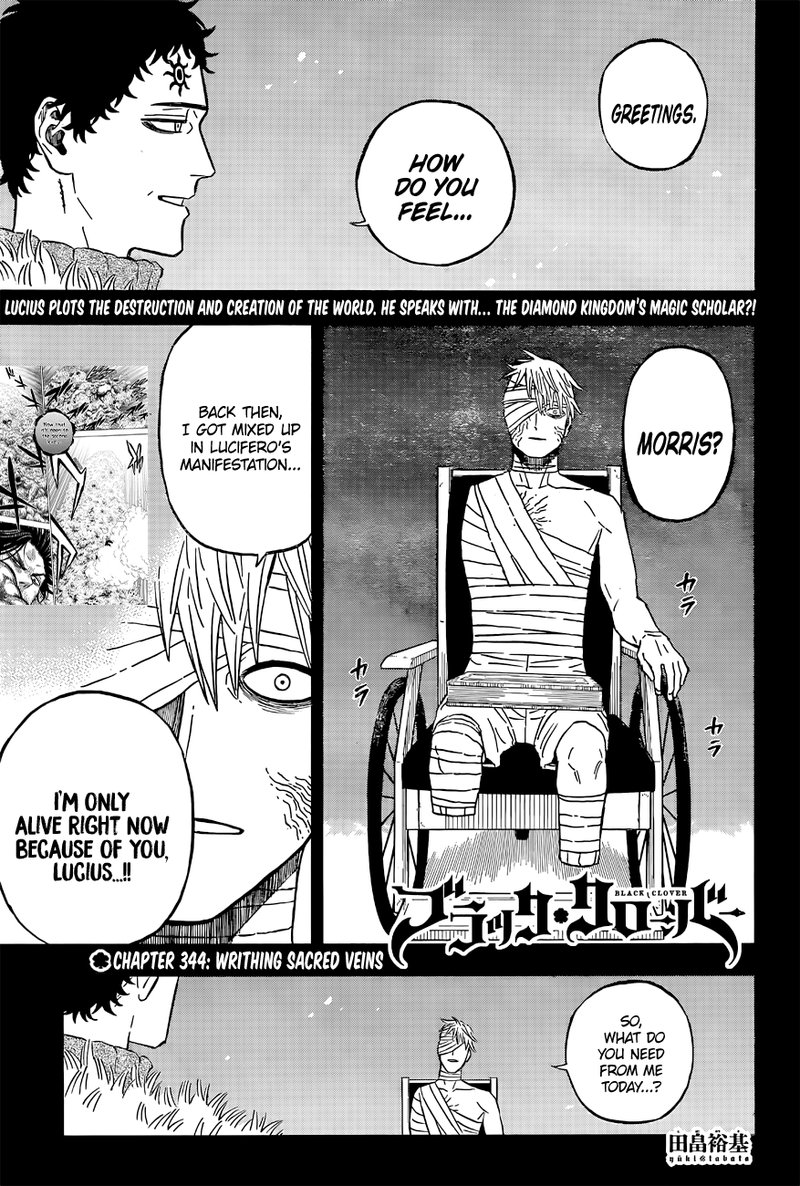 GREETINGS.
HOW
DO YOU
FEEL...
LUCIUS PLOTS THE DESTRUCTION AND CREATION OF THE WORLD. HE SPEAKS WITH... THE DIAMOND KINGDOM'S MAGIC SCHOLAR?!
MORRIS?
カラ
カラ
カラ
BACK THEN,
I GOT MIXED UP
IN LUCIFERO'S
MANIFESTATION...
I'M ONLY
ALIVE RIGHT NOW
BECAUSE OF YOU,
LUCIUS...!!
BLACK CLOVER
ブラッククローバー
CHAPTER 344: WRITHING SACRED VEINS
SO,
WHAT DO
YOU NEED
FROM ME
TODAY...?
田畠裕基
yūki tabata